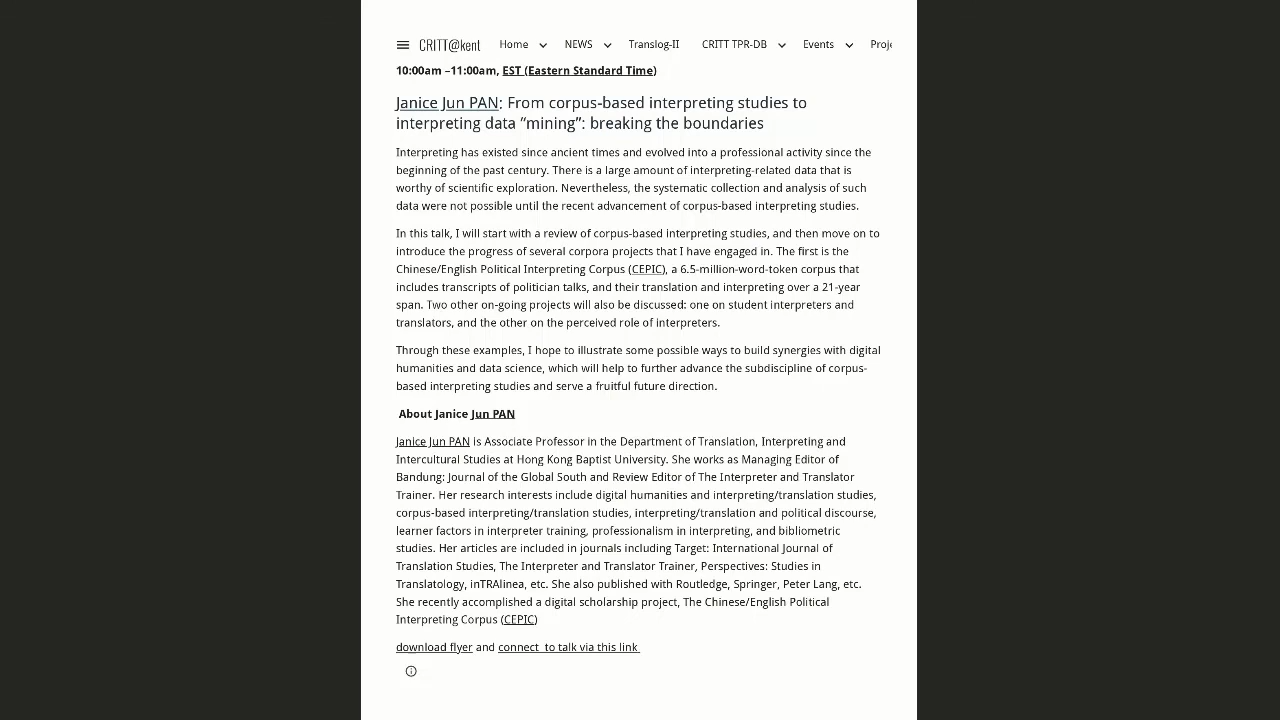 CRITT@kent Home NEWS Translog-II CRITT TPR-DB Events
10:00am –11:00am, EST (Eastern Standard Time)
Janice Jun PAN: From corpus-based interpreting studies to
interpreting data “mining”: breaking the boundaries
Interpreting has existed since ancient times and evolved into a professional activity since the
beginning of the past century. There is a large amount of interpreting-related data that is
worthy of scientific exploration. Nevertheless, the systematic collection and analysis of such
data were not possible until the recent advancement of corpus-based interpreting studies.
In this talk, I will start with a review of corpus-based interpreting studies, and then move on to
introduce the progress of several corpora projects that I have engaged in. The first is the
Chinese/English Political Interpreting Corpus (CEPIC), a 6.5-million-word-token corpus that
includes transcripts of politician talks, and their translation and interpreting over a 21-year
span. Two other on-going projects will also be discussed: one on student interpreters and
translators, and the other on the perceived role of interpreters.
Through these examples, I hope to illustrate some possible ways to build synergies with digital
humanities and data science, which will help to further advance the subdiscipline of corpus-
based interpreting studies and serve a fruitful future direction.
About Janice Jun PAN
Janice Jun PAN is Associate Professor in the Department of Translation, Interpreting and
Intercultural Studies at Hong Kong Baptist University. She works as Managing Editor of
Bandung: Journal of the Global South and Review Editor of The Interpreter and Translator
Trainer. Her research interests include digital humanities and interpreting/translation studies,
corpus-based interpreting/translation studies, interpreting/translation and political discourse,
learner factors in interpreter training, professionalism in interpreting, and bibliometric
studies. Her articles are included in journals including Target: International Journal of
Translation Studies, The Interpreter and Translator Trainer, Perspectives: Studies in
Translatology, inTRAlinea, etc. She also published with Routledge, Springer, Peter Lang, etc.
She recently accomplished a digital scholarship project, The Chinese/English Political
Interpreting Corpus (CEPIC)
download flyer and connect to talk via this link